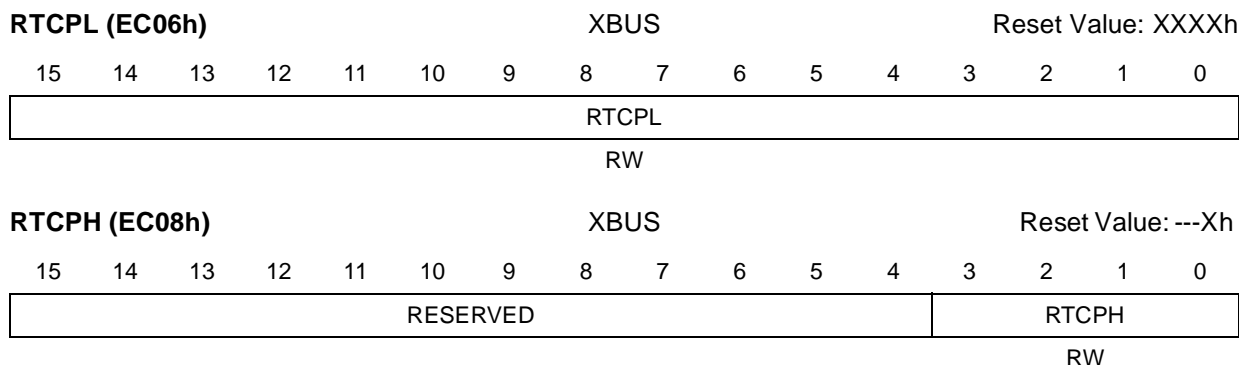 RTCPL (EC06h) XBUS Reset Value: XXXXh
15 14 13 12 11 10 9 8 7 6 5 4 3 2 1 0
RTCPL
RW
RTCPH (EC08h) XBUS Reset Value: ---Xh
15 14 13 12 11 10 9 8 7 6 5 4 3 2 1 0
RESERVED RTCPH
RW